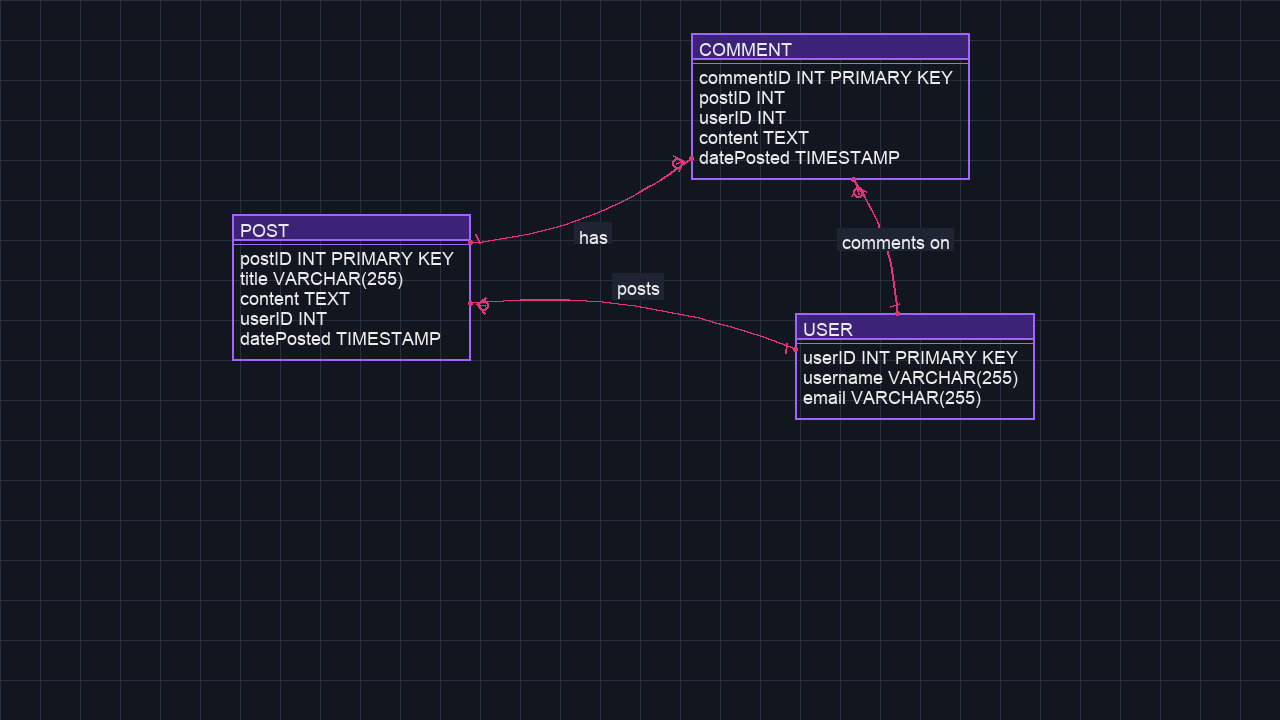 COMMENT
commentID INT PRIMARY KEY
postID INT
userID INT
content TEXT
datePosted TIMESTAMP
POST
postID INT PRIMARY KEY
title VARCHAR(255)
content TEXT
userID INT
datePosted TIMESTAMP
has
comments on
posts
USER
userID INT PRIMARY KEY
username VARCHAR(255)
email VARCHAR(255)